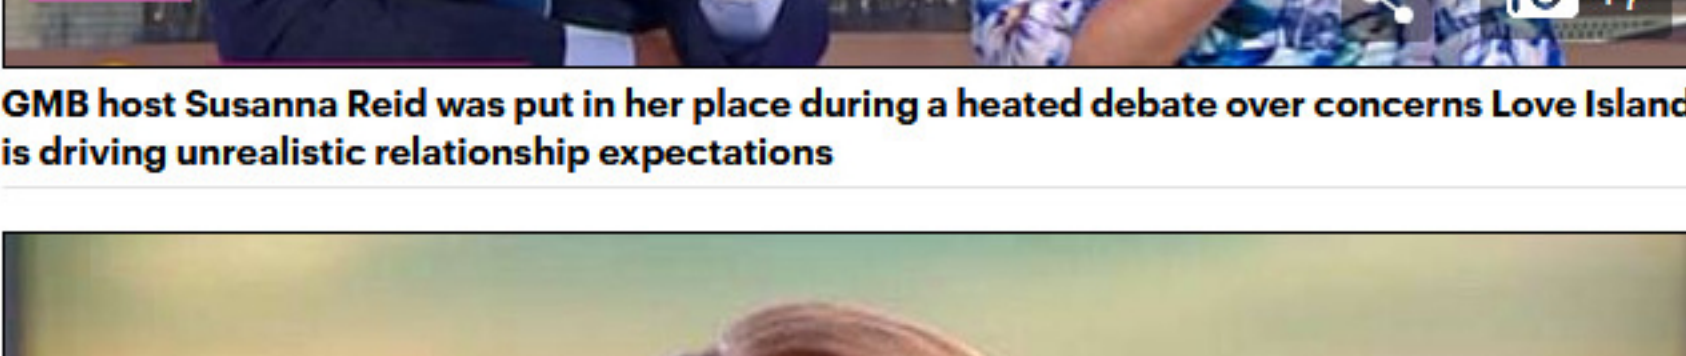 GMB host Susanna Reid was put in her place during a heated debate over concerns Love Island
is driving unrealistic relationship expectations